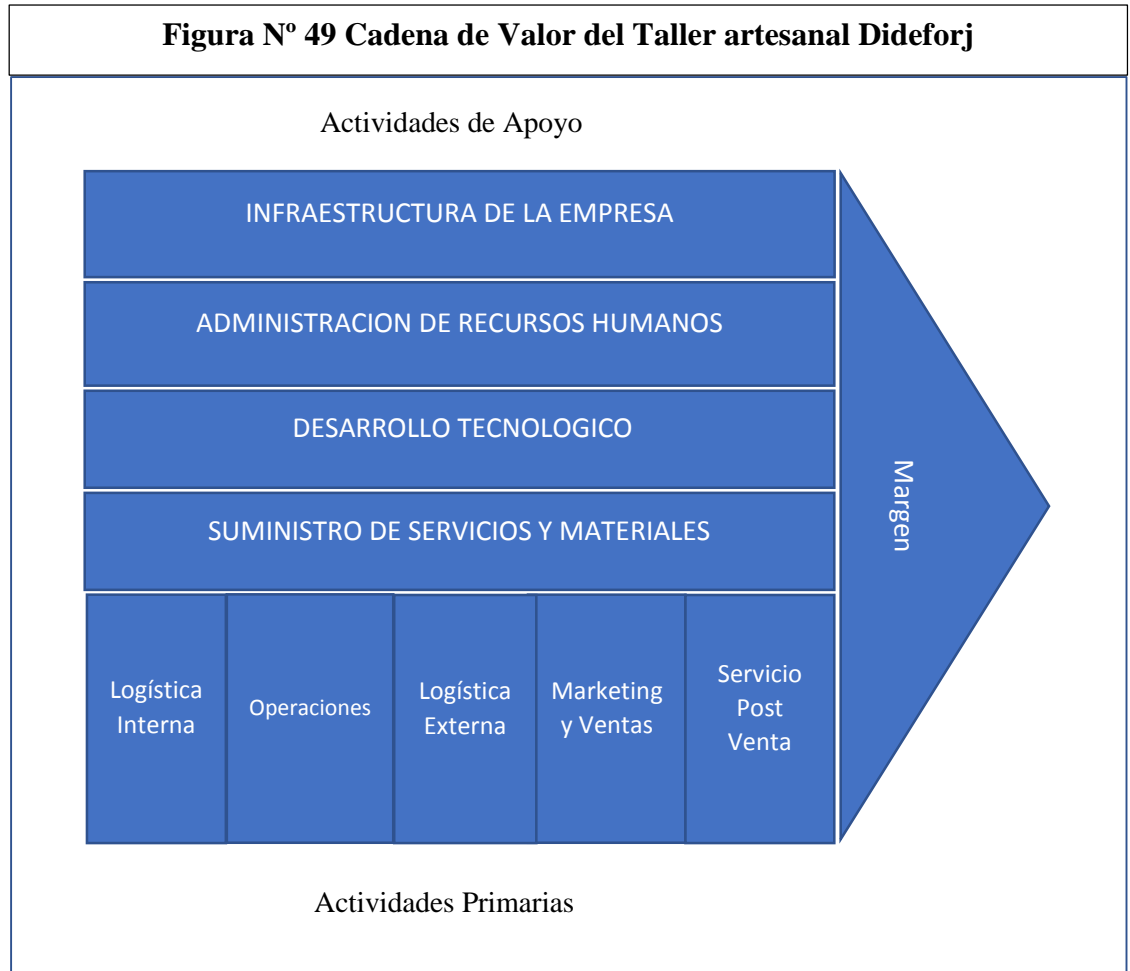 Figura Nº 49 Cadena de Valor del Taller artesanal Dideforj
Actividades de Apoyo
INFRAESTRUCTURA DE LA EMPRESA
ADMINISTRACION DE RECURSOS HUMANOS
DESARROLLO TECNOLOGICO
SUMINISTRO DE SERVICIOS Y MATERIALES
Margen
Logística
Interna
Operaciones
Logística
Externa
Marketing
y Ventas
Servicio
Post
Venta
Actividades Primarias